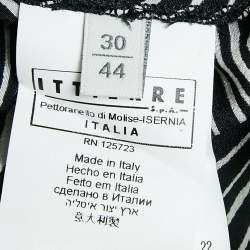 30
44
ITTIERRE
S.p.A.
Pettoranello di Molise-ISERNIA
ITALIA
RN 125723
Made in Italy
Hecho en Italia
Feito em Italia
сделано в Италии
ארץ ייצור איטליה
意大利製
22